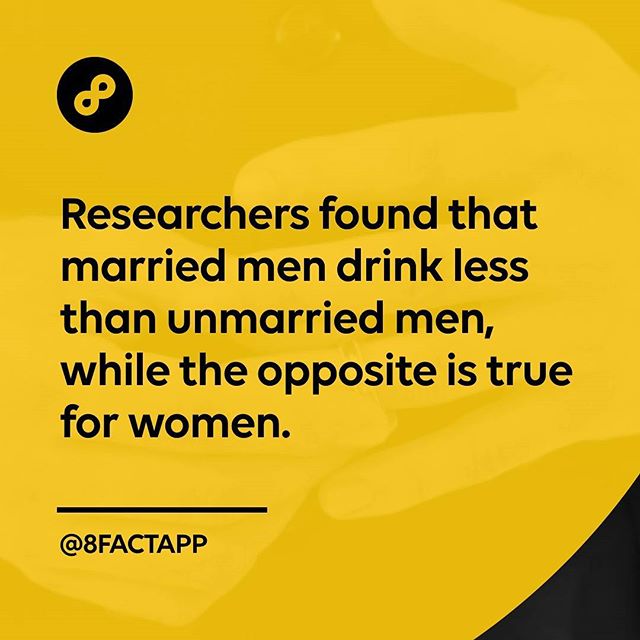 Researchers found that
married men drink less
than unmarried men,
while the opposite is true
for women.
@8FACTAPP